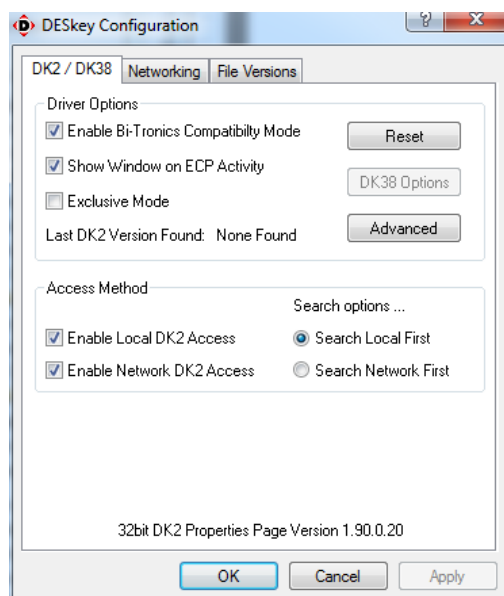 DESkey Configuration
DK2 / DK38 Networking File Versions
Driver Options
Enable Bi-Tronics Compatibilty Mode Reset
Show Window on ECP Activity
DK38 Options
Exclusive Mode
Last DK2 Version Found: None Found Advanced
Access Method
Search options ...
Enable Local DK2 Access Search Local First
Enable Network DK2 Access Search Network First
32bit DK2 Properties Page Version 1.90.0.20
OK Cancel Apply